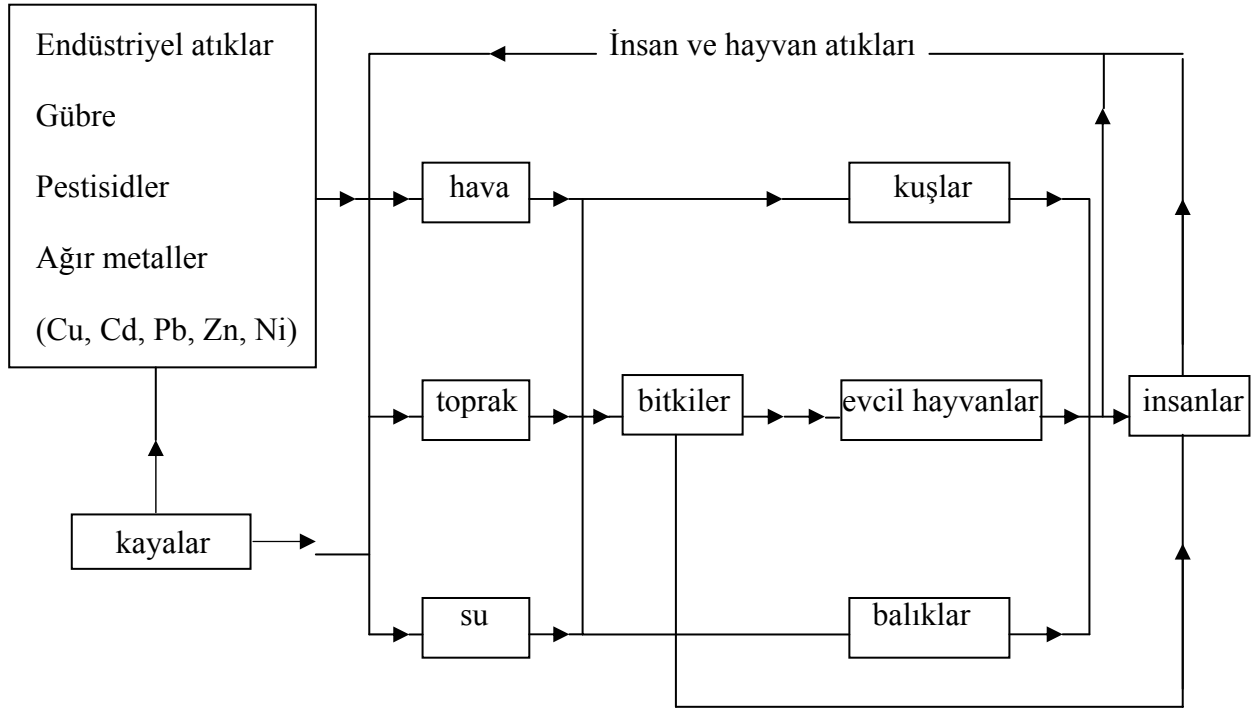 Endüstriyel atıklar
Gübre
Pestisidler
Ağır metaller
(Cu, Cd, Pb, Zn, Ni)
İnsan ve hayvan atıkları
hava
kuşlar
toprak
bitkiler
evcil hayvanlar
insanlar
kayalar
su
balıklar